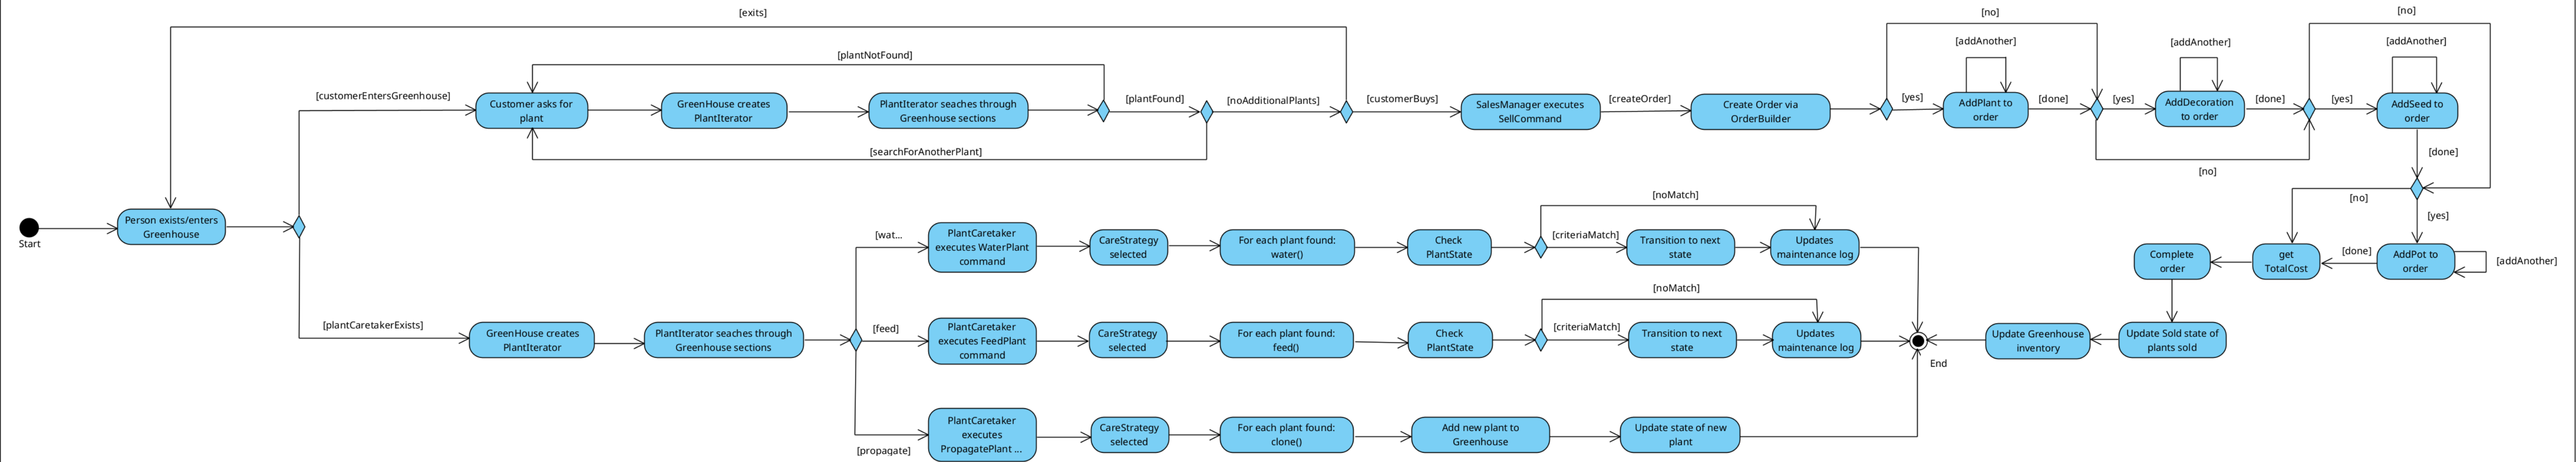 [exits]
[no]
[no]
[plantNotFound]
[addAnother]
[addAnother]
[addAnother]
[customerEntersGreenhouse]
Customer asks for
plant
GreenHouse creates
PlantIterator
PlantIterator seaches through
Greenhouse sections
[plantFound]
[noAdditionalPlants]
[customerBuys]
SalesManager executes
SellCommand
[createOrder]
Create Order via
OrderBuilder
[yes]
AddPlant to
order
[done]
[yes]
AddDecoration
to order
[done]
[yes]
AddSeed to
order
[searchForAnotherPlant]
[no]
[done]
[no]
[yes]
Start
Person exists/enters
Greenhouse
[noMatch]
[wat...
PlantCaretaker
executes WaterPlant
command
CareStrategy
selected
For each plant found:
water()
Check
PlantState
[criteriaMatch]
Transition to next
state
Updates
maintenance log
Complete
order
get
TotalCost
[done]
AddPot to
order
[addAnother]
[plantCaretakerExists]
GreenHouse creates
PlantIterator
PlantIterator seaches through
Greenhouse sections
[noMatch]
[feed]
PlantCaretaker
executes FeedPlant
command
CareStrategy
selected
For each plant found:
feed()
Check
PlantState
[criteriaMatch]
Transition to next
state
Updates
maintenance log
End
Update Greenhouse
inventory
Update Sold state of
plants sold
[propagate]
PlantCaretaker
executes
PropagatePlant ...
CareStrategy
selected
For each plant found:
clone()
Add new plant to
Greenhouse
Update state of new
plant